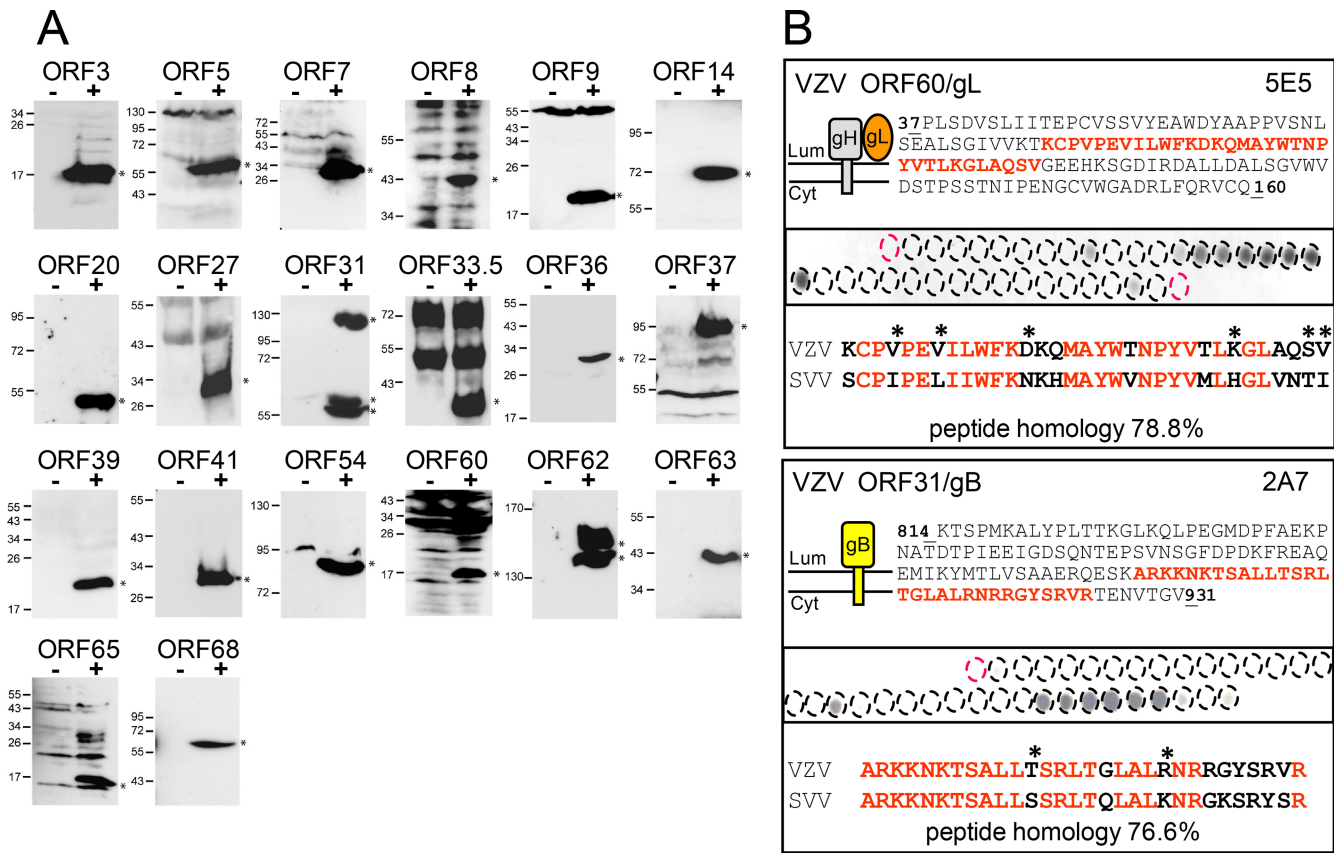 A
ORF3 ORF5 ORF7 ORF8 ORF9 ORF14
- + - + - + - + - + - +
34 26 17 *
130 95 72 55 43 *
72 55 43 34 26 *
55 43 34 *
55 43 34 26 17 *
95 72 55 *
ORF20 ORF27 ORF31 ORF33.5 ORF36 ORF37
- + - + - + - + - + - +
95 72 55 *
55 43 34 26 *
130 95 72 55 * * *
72 55 43 *
55 43 34 26 17 *
95 72 55 *
ORF39 ORF41 ORF54 ORF60 ORF62 ORF63
- + - + - + - + - + - +
55 43 34 26 17 *
55 43 34 26 *
130 95 72 *
43 34 26 17 *
170 130 * *
55 43 34 *
ORF65 ORF68
- + - +
55 43 34 26 17 *
95 72 55 43 *
B
VZV ORF60/gL 5E5
gH gL
Lum
Cyt
37PLSDVSLIITEPCVSSVYEAWDYAAPPVSNL
SEALSGIVVKTKCPVPEVILWFKDKQMAYWTNP
YVTLKGLAQSVGEEHKSGDIRDALLDALSGVWV
DSTPSSTNIPENGCVWGADRLFQRVCQ160
* * * * * *
VZV KCPVPEVILWFKDKQMAYWTNPYVTLKGLAQSV
SVV SCPIPELIIWFKNKHMAYWVNPYVMLHGLVNTI
peptide homology 78.8%
VZV ORF31/gB 2A7
gB
Lum
Cyt
814 KTSPMKALYPLTTKGLKQLPEGMDPFAEKP
NATDTPIEEIGDSQNTEPSVNSGFDPDKFREAQ
EMIKYMTLVSAAERQESKARKKNKTSALLTSRL
TGLALRNRRGYSRVRTENVTGV931
* *
VZV ARKKNKTSALLTSRLTGLALRNRRGYSRVR
SVV ARKKNKTSALLSSRLTQLALKNRGKSRYSR
peptide homology 76.6%